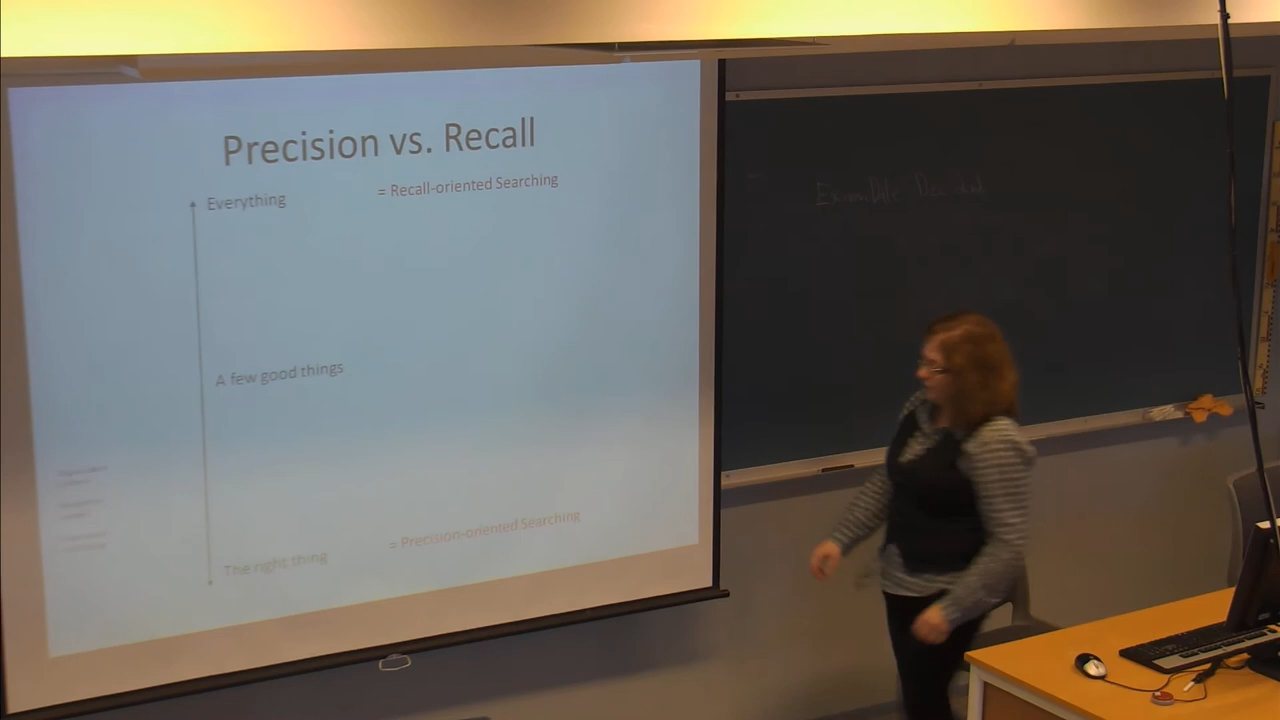 Precision vs. Recall
Everything = Recall-oriented Searching
A few good things
The right thing = Precision-oriented Searching